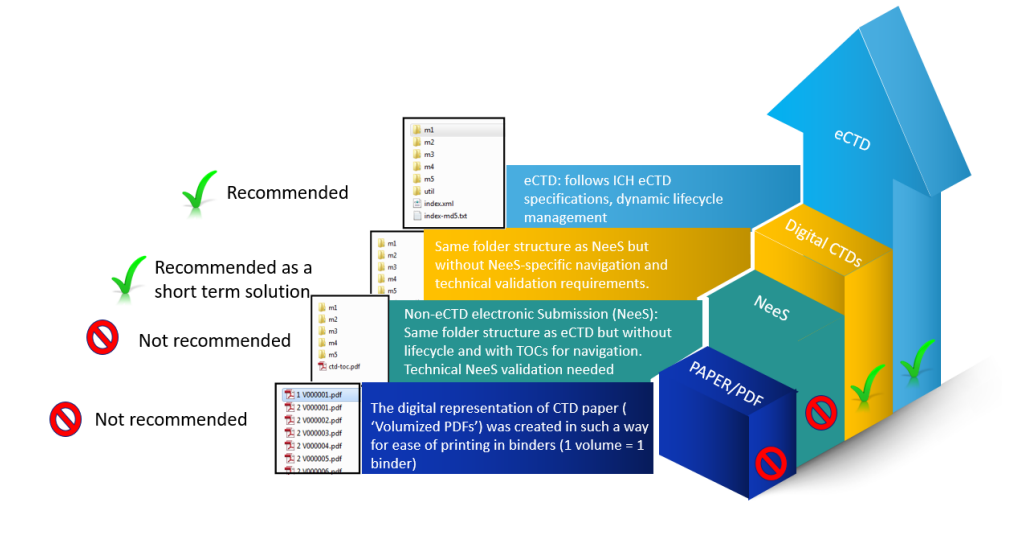 m1
m2
m3
m4
m5
util
index.xml
index-md5.txt
eCTD
Recommended
eCTD: follows ICH eCTD
specifications, dynamic lifecycle
management
Digital CTDs
m1
m2
m3
m4
m5
Same folder structure as NeeS but
without NeeS-specific navigation and
technical validation requirements.
Recommended as a
short term solution
NeeS
m1
m2
m3
m4
m5
ctd-toc.pdf
Non-eCTD electronic Submission (NeeS):
Same folder structure as eCTD but without
lifecycle and with TOCs for navigation.
Technical NeeS validation needed
Not recommended
PAPER/PDF
1 V000001.pdf
2 V000001.pdf
2 V000002.pdf
2 V000003.pdf
2 V000004.pdf
2 V000005.pdf
2 V000006.pdf
The digital representation of CTD paper (
‘Volumized PDFs’) was created in such a way
for ease of printing in binders (1 volume = 1
binder)
Not recommended